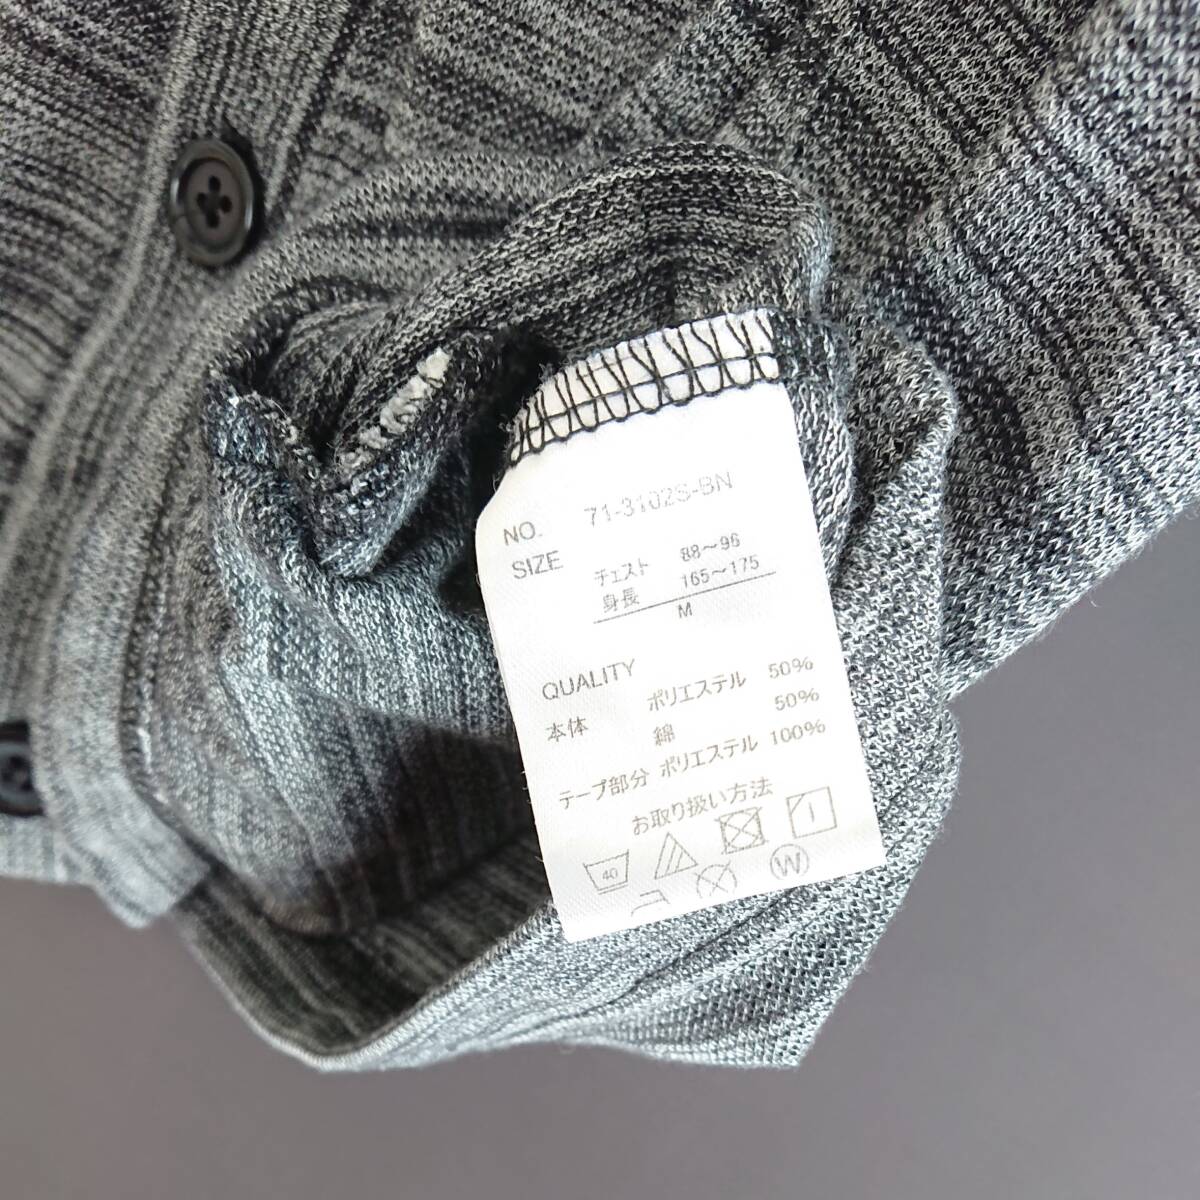 NO. 71-3102S-BN
SIZE チェスト 88～96
身長 165～175
M
QUALITY
本体 ポリエステル 50%
綿 50%
テープ部分 ポリエステル 100%
お取り扱い方法
40
W